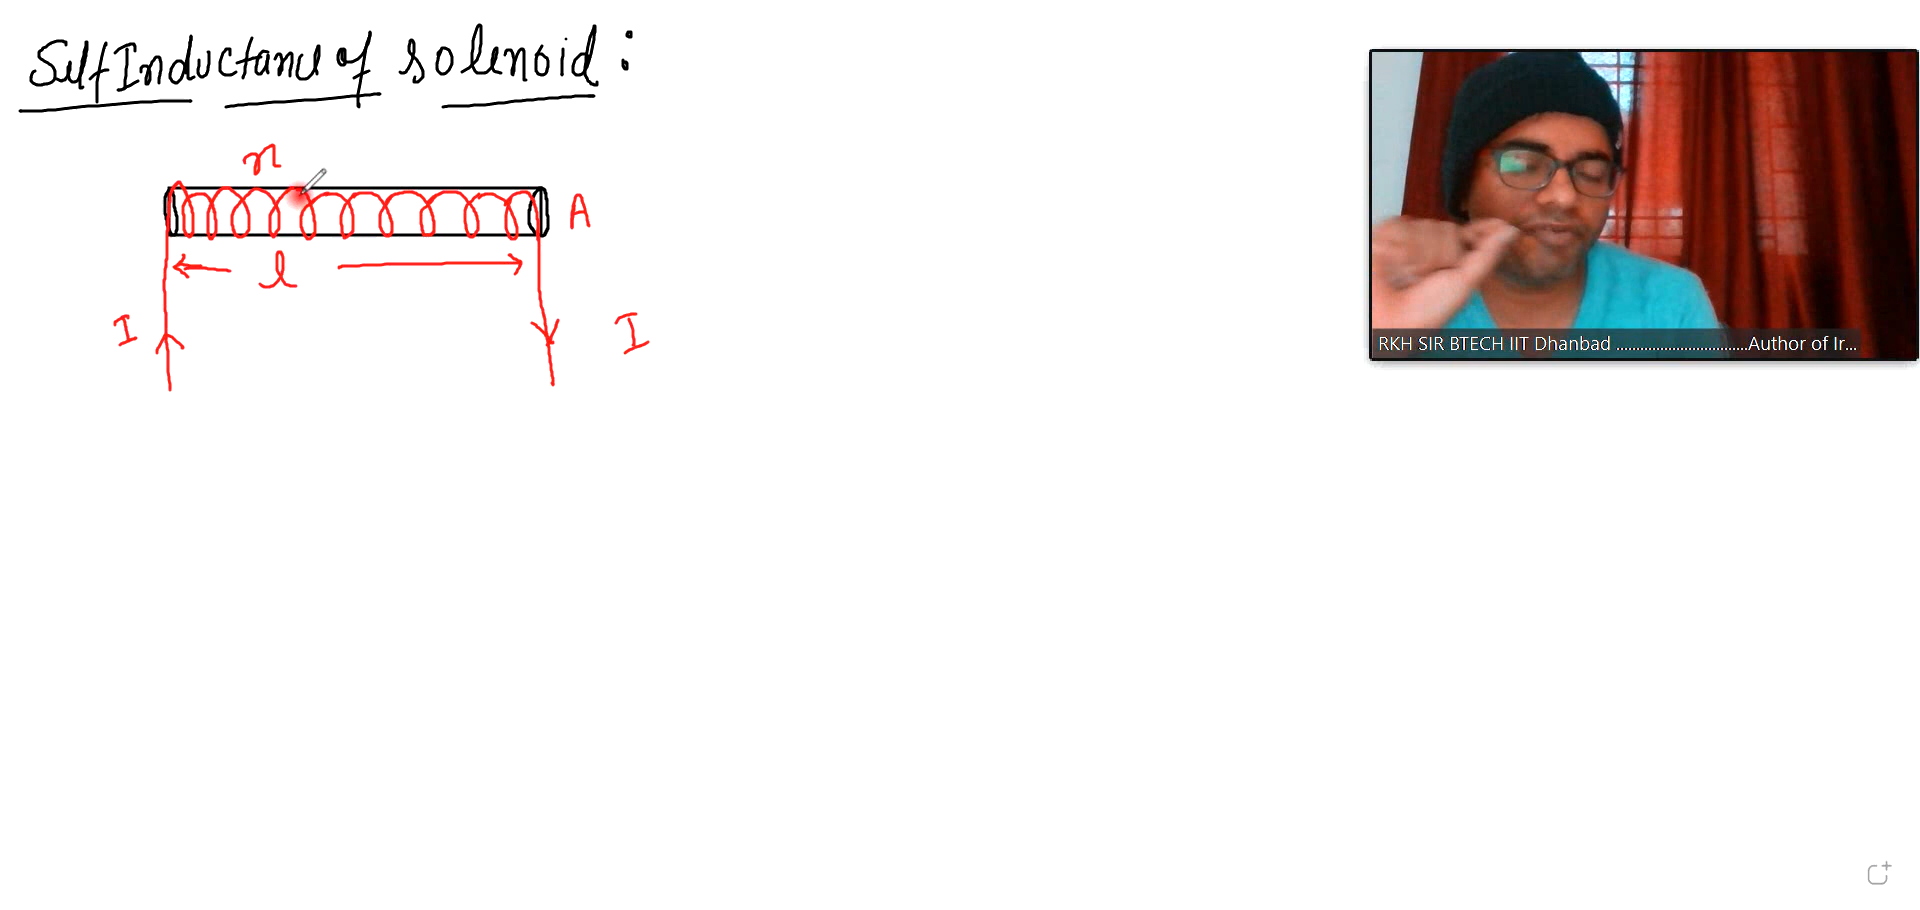 Self Inductance of solenoid :
n
A
l
I
I
RKH SIR BTECH IIT Dhanbad .................................Author of Ir...